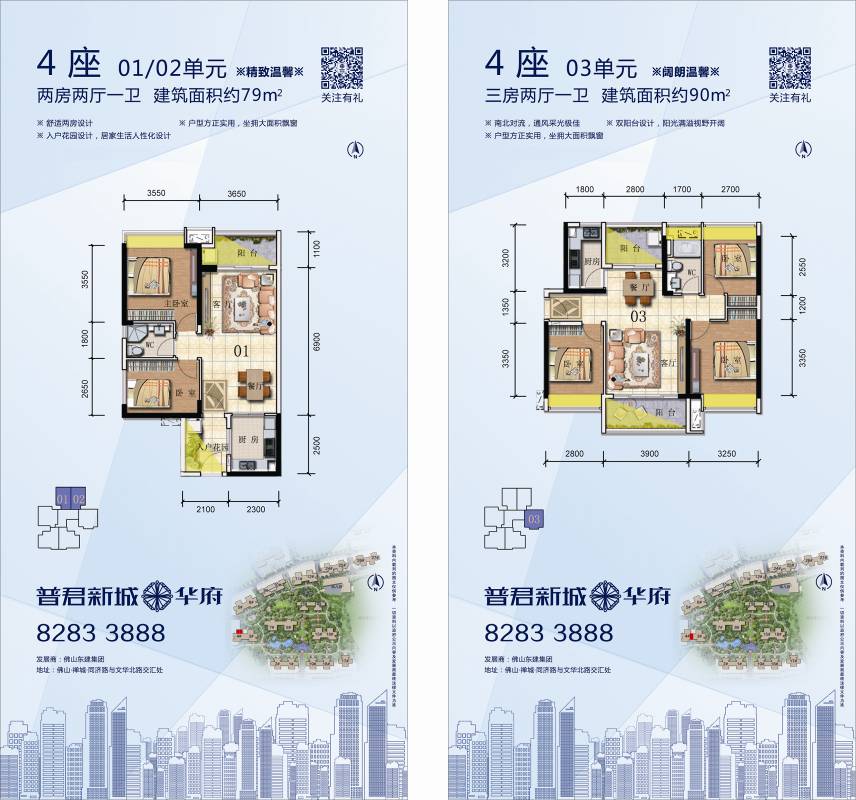 4 座 01/02单元 ※精致温馨※
两房两厅一卫 建筑面积约79m²
关注有礼
※ 舒适两房设计 ※ 户型方正实用，坐拥大面积飘窗
※ 入户花园设计，居家生活人性化设计
N
3550 3650
1100
阳台
3550
主卧室
客厅
6900
1800
WC
01
2650
卧室
餐厅
入户花园
厨房
2500
2100 2300
01 02
普君新城 华府
8283 3888
发展商：佛山东建集团
地址：佛山·禅城·同济路与文华北路交汇处
4 座 03单元 ※阔朗温馨※
三房两厅一卫 建筑面积约90m²
关注有礼
※ 南北对流，通风采光极佳 ※ 双阳台设计，阳光满溢视野开阔
※ 户型方正实用，坐拥大面积飘窗
N
1800 2800 1700 2700
3200
厨房
阳台
WC
卧室
2550
餐厅
1350
03
1200
3350
卧室
客厅
卧室
3350
阳台
2800 3900 3250
03
N
普君新城 华府
8283 3888
发展商：佛山东建集团
地址：佛山·禅城·同济路与文华北路交汇处